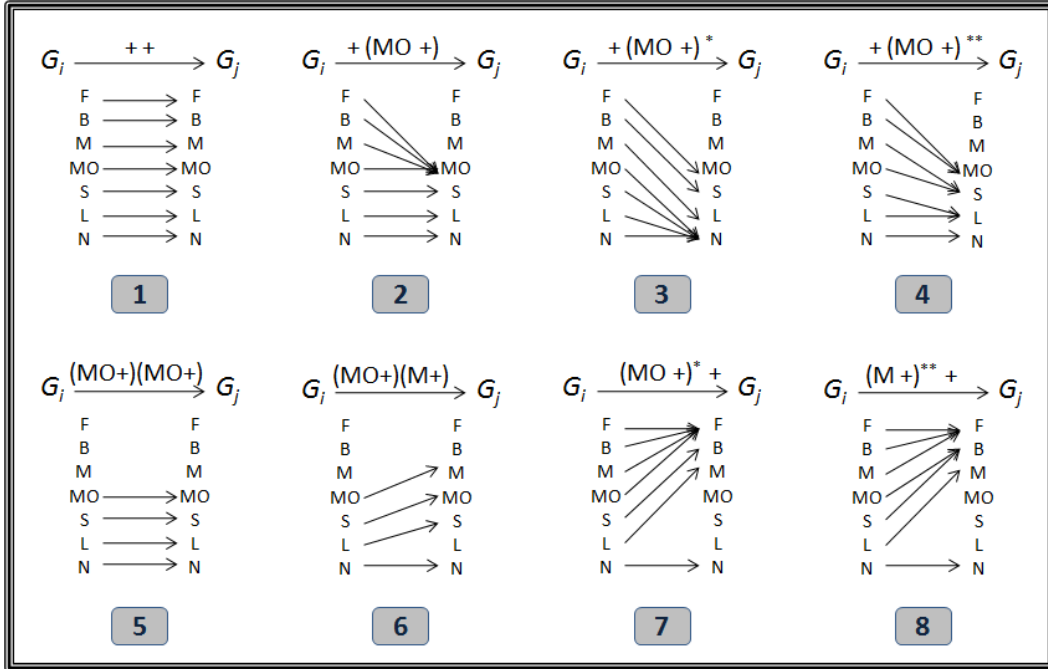 + +
Gi Gj
F F
B B
M M
MO MO
S S
L L
N N
1
+ (MO +)
Gi Gj
F F
B B
M M
MO MO
S S
L L
N N
2
+ (MO +) *
Gi Gj
F F
B B
M M
MO MO
S S
L L
N N
3
+ (MO +) **
Gi Gj
F F
B B
M M
MO MO
S S
L L
N N
4
(MO+)(MO+)
Gi Gj
F F
B B
M M
MO MO
S S
L L
N N
5
(MO+)(M+)
Gi Gj
F F
B B
M M
MO MO
S S
L L
N N
6
(MO +)* +
Gi Gj
F F
B B
M M
MO MO
S S
L L
N N
7
(M +)** +
Gi Gj
F F
B B
M M
MO MO
S S
L L
N N
8